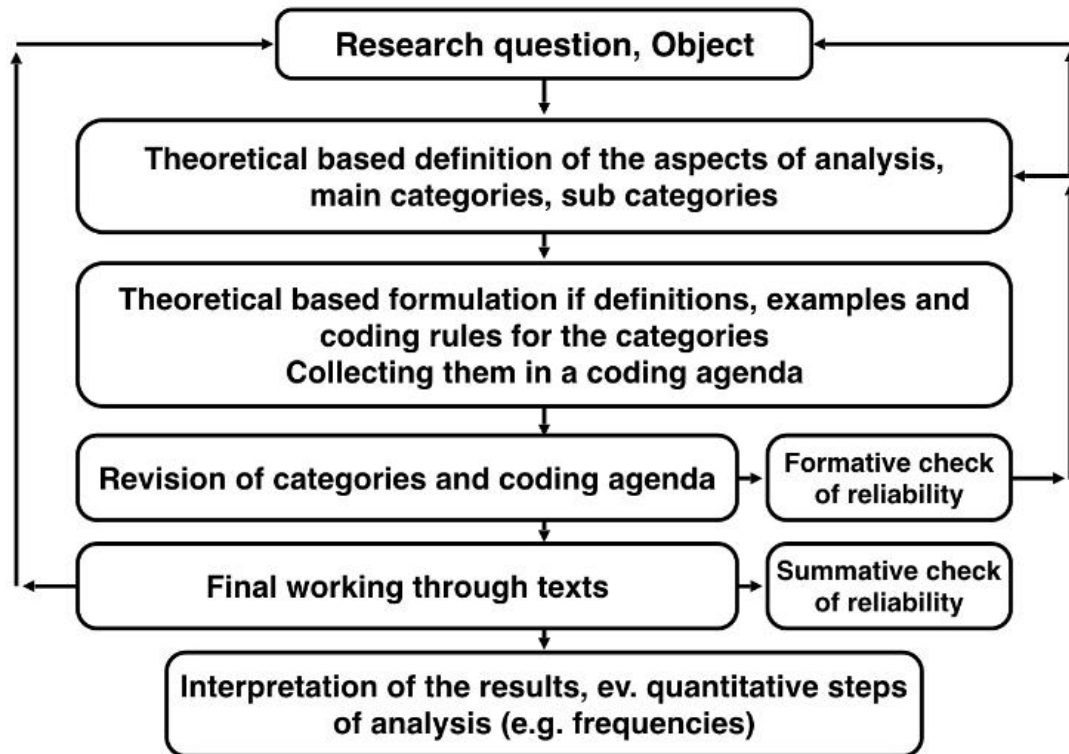 Research question, Object
Theoretical based definition of the aspects of analysis,
main categories, sub categories
Theoretical based formulation if definitions, examples and
coding rules for the categories
Collecting them in a coding agenda
Revision of categories and coding agenda
Formative check
of reliability
Final working through texts
Summative check
of reliability
Interpretation of the results, ev. quantitative steps
of analysis (e.g. frequencies)